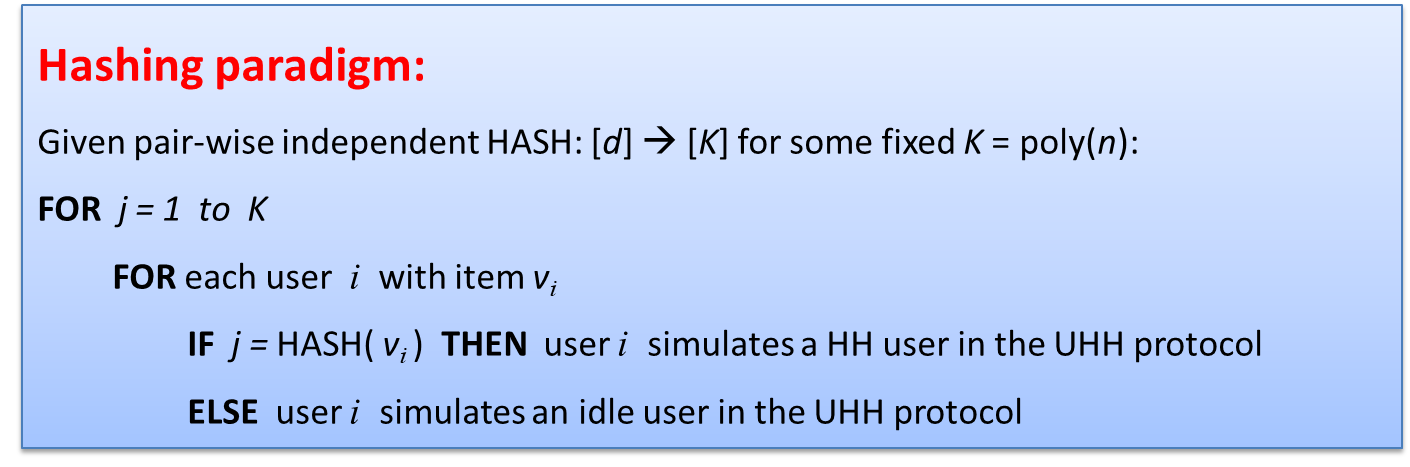 Hashing paradigm:
Given pair-wise independent HASH: [d] → [K] for some fixed K = poly(n):
FOR j = 1 to K
FOR each user i with item vᵢ
IF j = HASH( vᵢ ) THEN user i simulates a HH user in the UHH protocol
ELSE user i simulates an idle user in the UHH protocol